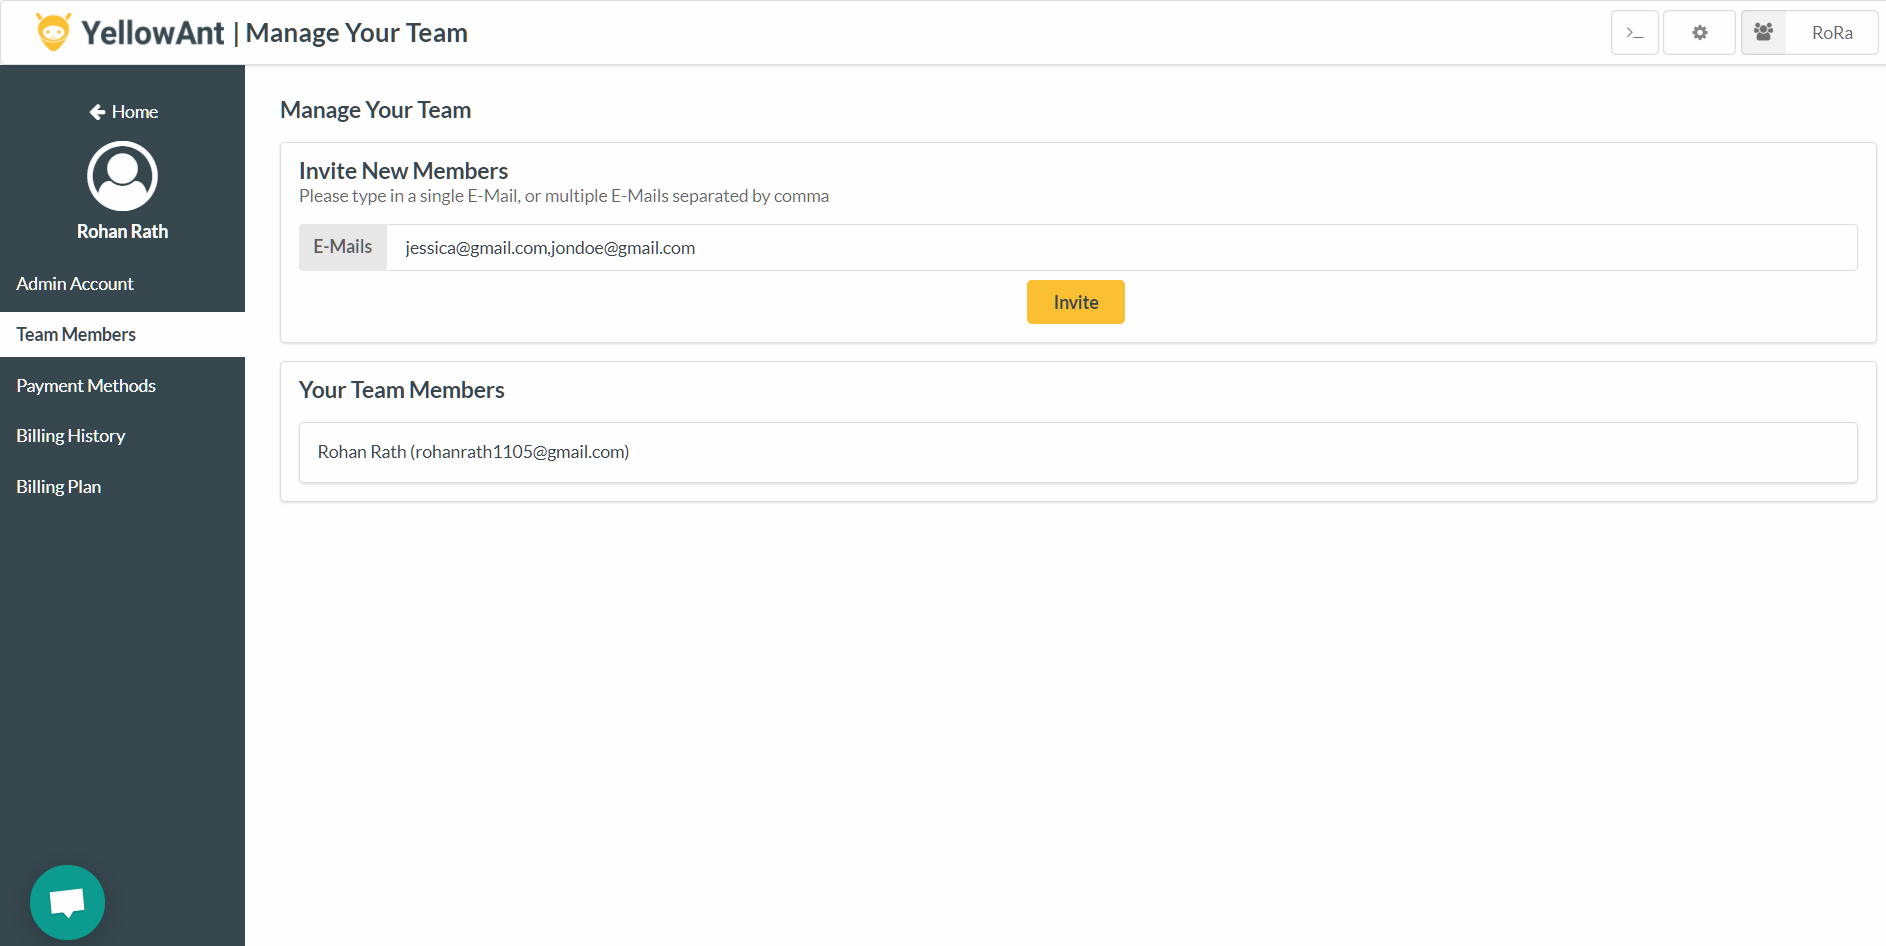 YellowAnt | Manage Your Team
>_
RoRa
Home
Rohan Rath
Admin Account
Team Members
Payment Methods
Billing History
Billing Plan
Manage Your Team
Invite New Members
Please type in a single E-Mail, or multiple E-Mails separated by comma
E-Mails jessica@gmail.com,jondoe@gmail.com
Invite
Your Team Members
Rohan Rath (rohanrath1105@gmail.com)